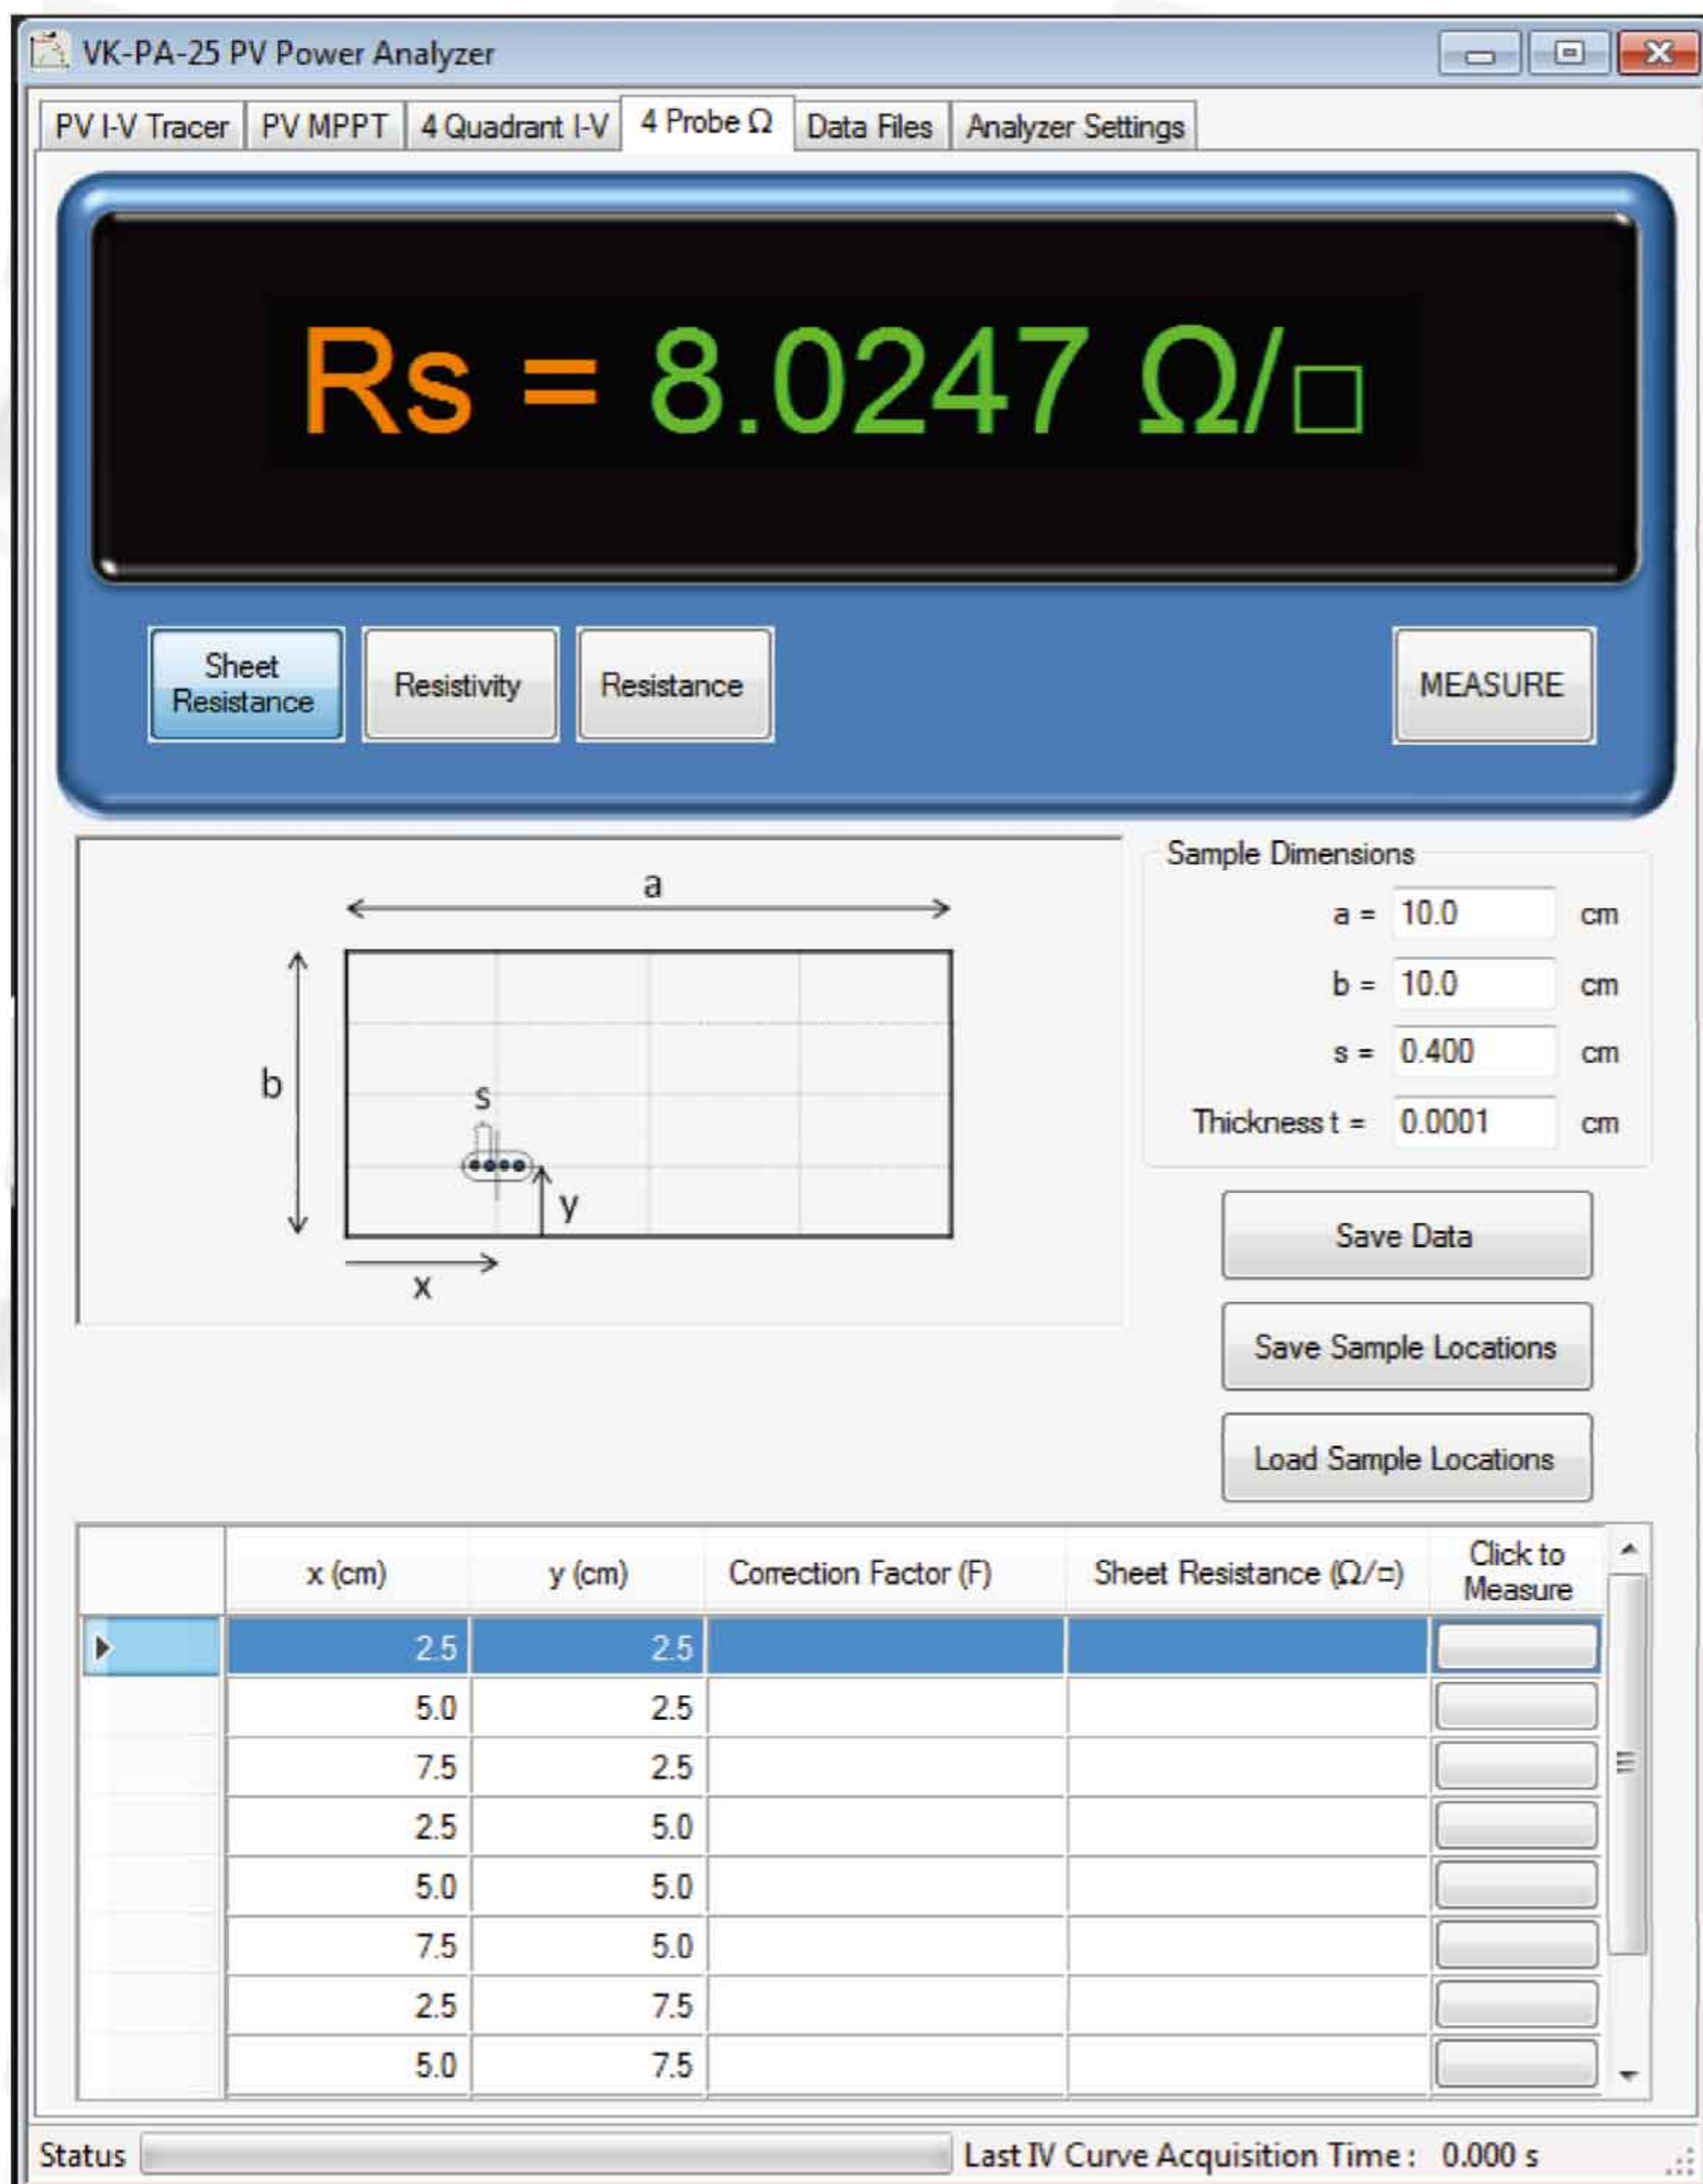 VK-PA-25 PV Power Analyzer
PV I-V Tracer PV MPPT 4 Quadrant I-V 4 Probe Ω Data Files Analyzer Settings
Rs = 8.0247 Ω/□
Sheet
Resistance
Resistivity
Resistance
MEASURE
a
b
s
y
x
Sample Dimensions
a = 10.0 cm
b = 10.0 cm
s = 0.400 cm
Thickness t = 0.0001 cm
Save Data
Save Sample Locations
Load Sample Locations
x (cm) y (cm) Correction Factor (F) Sheet Resistance (Ω/□) Click to
Measure
2.5 2.5
5.0 2.5
7.5 2.5
2.5 5.0
5.0 5.0
7.5 5.0
2.5 7.5
5.0 7.5
Status Last IV Curve Acquisition Time : 0.000 s